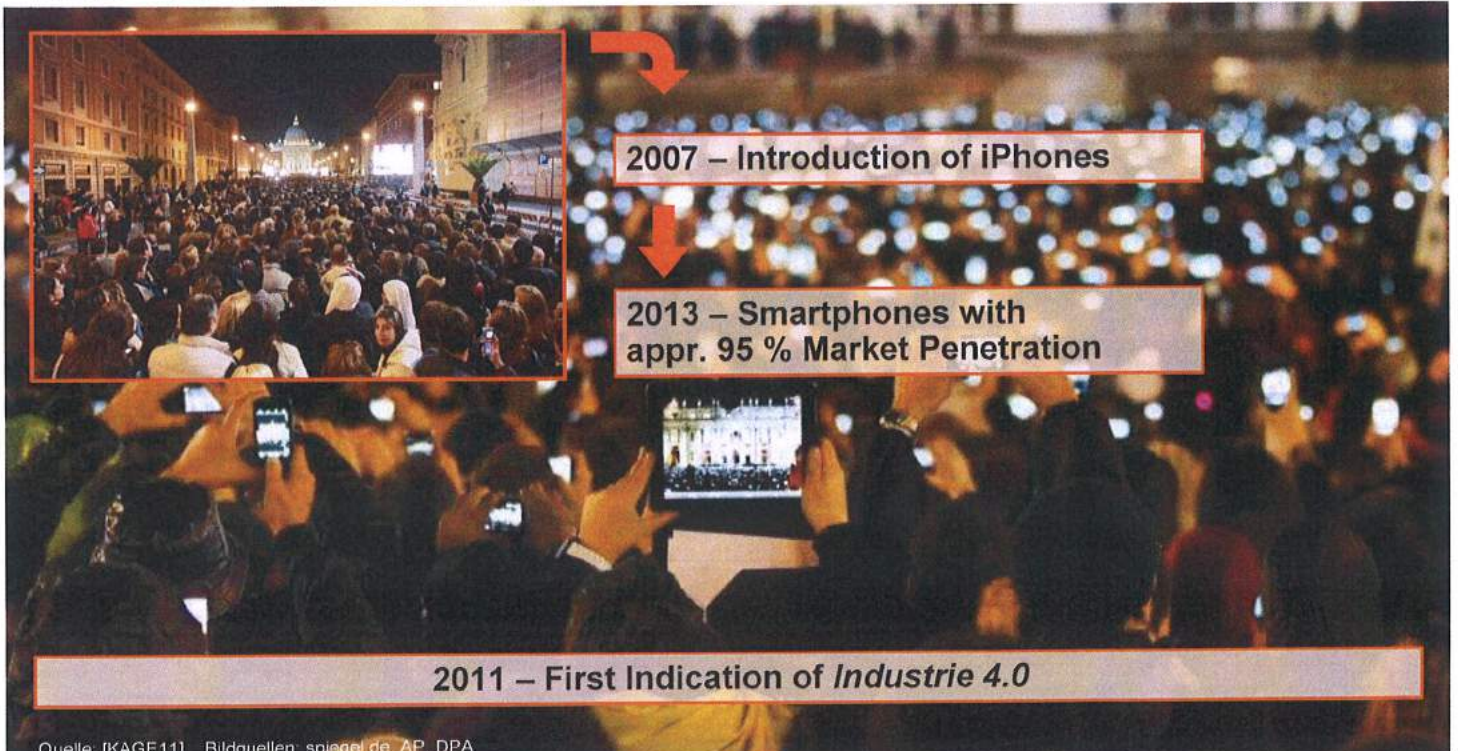 2007 – Introduction of iPhones
2013 – Smartphones with
appr. 95 % Market Penetration
2011 – First Indication of Industrie 4.0
Quelle: [KAGE11] Bildquellen: spiegel.de, AP, DPA